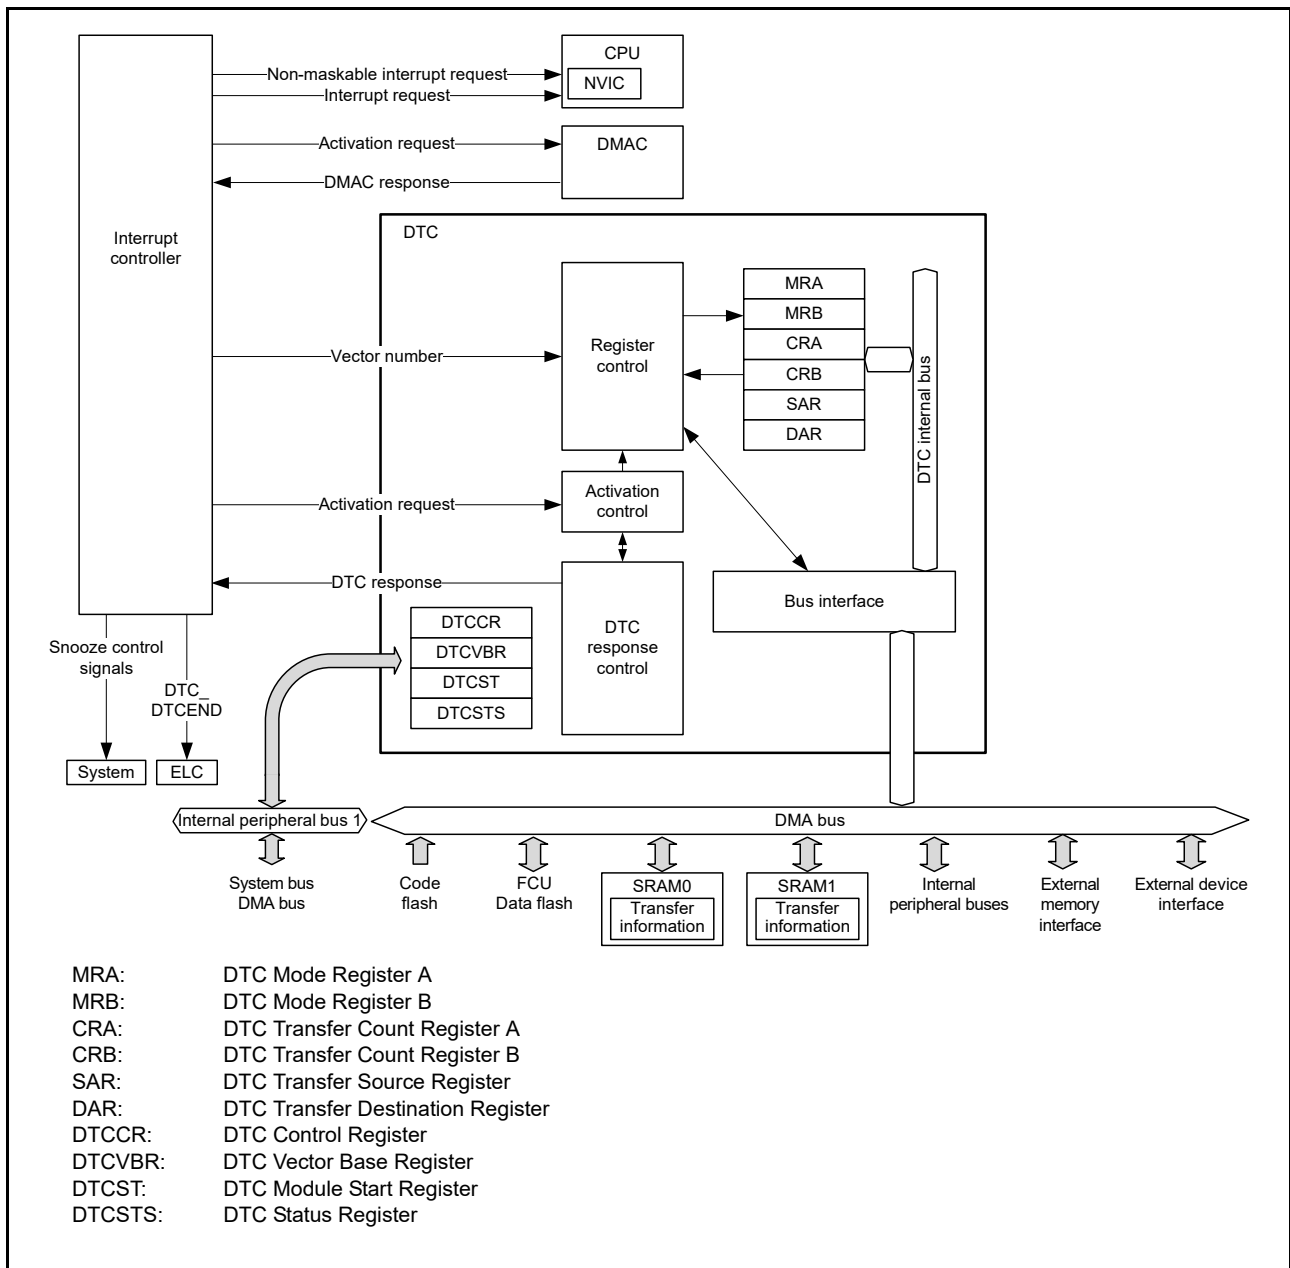 CPU
NVIC
Non-maskable interrupt request
Interrupt request
Activation request
DMAC
DMAC response
Interrupt
controller
DTC
MRA
MRB
CRA
CRB
SAR
DAR
Register
control
Vector number
DTC internal bus
Activation request
Activation
control
DTC response
Bus interface
DTC
response
control
DTCCR
DTCVBR
DTCST
DTCSTS
Snooze control
signals
DTC_
DTCEND
System
ELC
Internal peripheral bus 1
DMA bus
System bus
DMA bus
Code
flash
FCU
Data flash
SRAM0
Transfer
information
SRAM1
Transfer
information
Internal
peripheral buses
External
memory
interface
External device
interface
MRA: DTC Mode Register A
MRB: DTC Mode Register B
CRA: DTC Transfer Count Register A
CRB: DTC Transfer Count Register B
SAR: DTC Transfer Source Register
DAR: DTC Transfer Destination Register
DTCCR: DTC Control Register
DTCVBR: DTC Vector Base Register
DTCST: DTC Module Start Register
DTCSTS: DTC Status Register